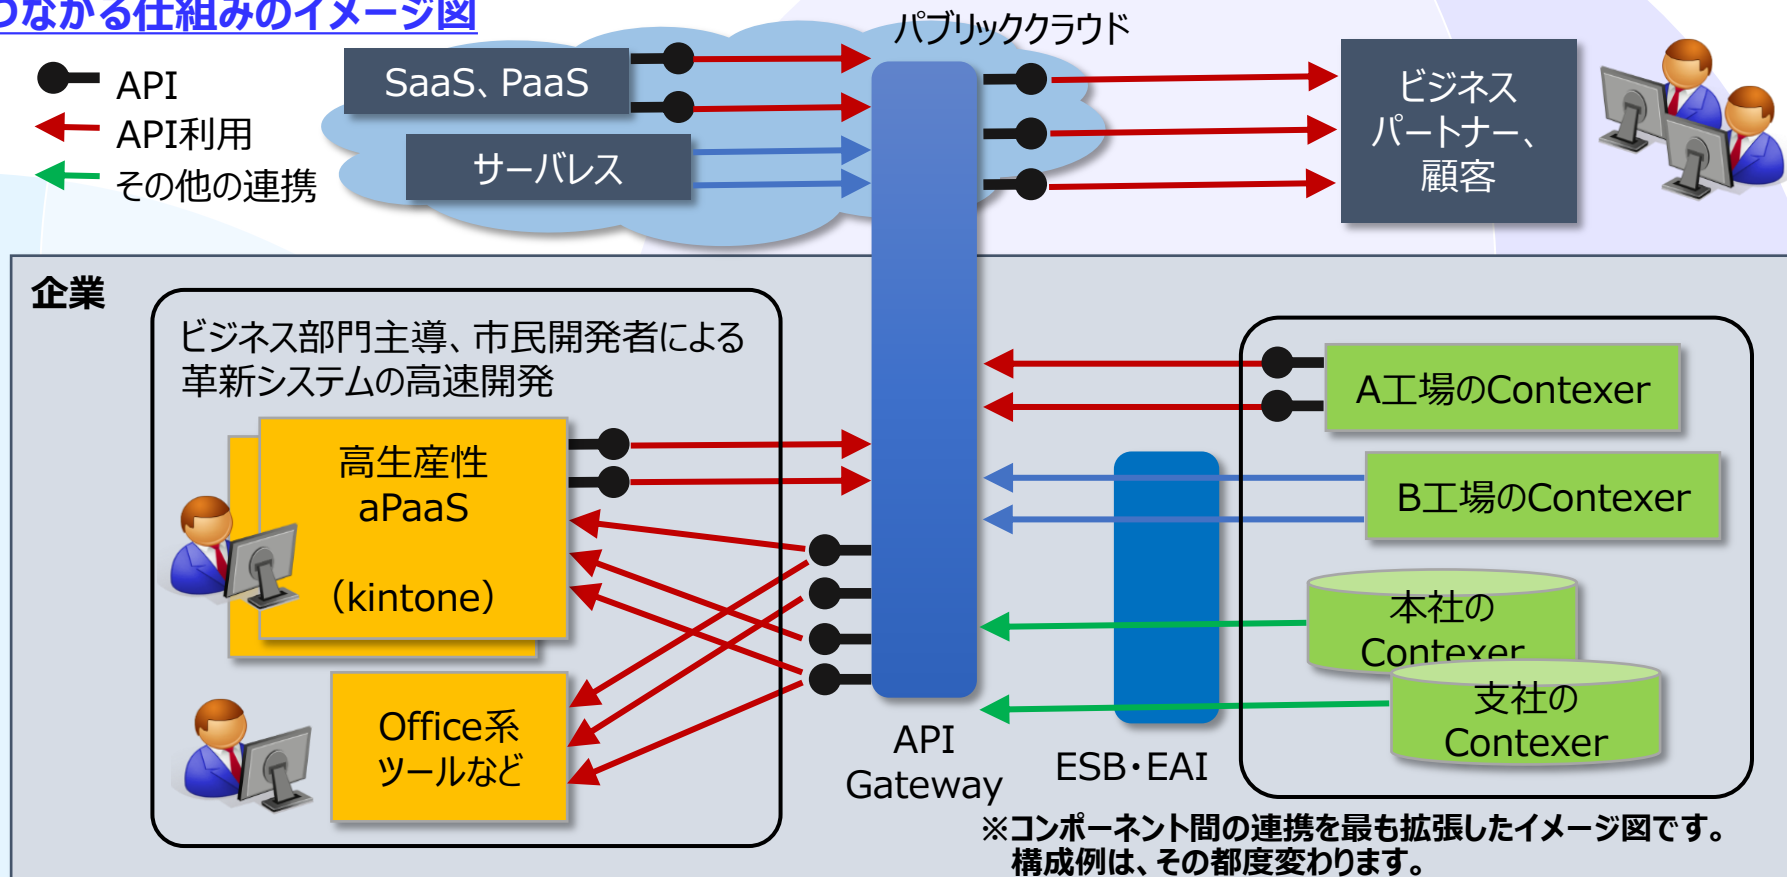 つながる仕組みのイメージ図
API
API利用
その他の連携
パブリッククラウド
SaaS、PaaS
サーバレス
ビジネス
パートナー、
顧客
企業
ビジネス部門主導、市民開発者による
革新システムの高速開発
高生産性
aPaaS
（kintone）
Office系
ツールなど
API
Gateway
ESB・EAI
A工場のContexer
B工場のContexer
本社の
Contexer
支社の
Contexer
※コンポーネント間の連携を最も拡張したイメージ図です。
構成例は、その都度変わります。